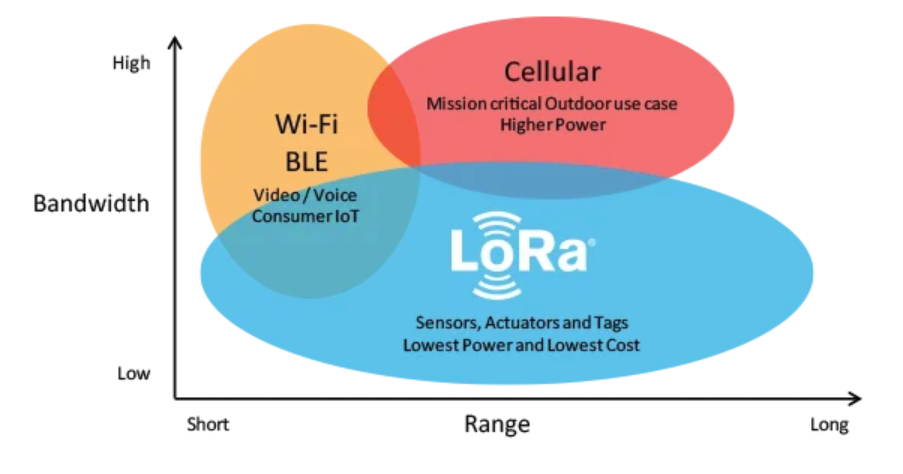 High
Cellular
Mission critical Outdoor use case
Higher Power
Wi-Fi
BLE
Video / Voice
Consumer IoT
Bandwidth
LoRa®
Sensors, Actuators and Tags
Lowest Power and Lowest Cost
Low
Short
Range
Long